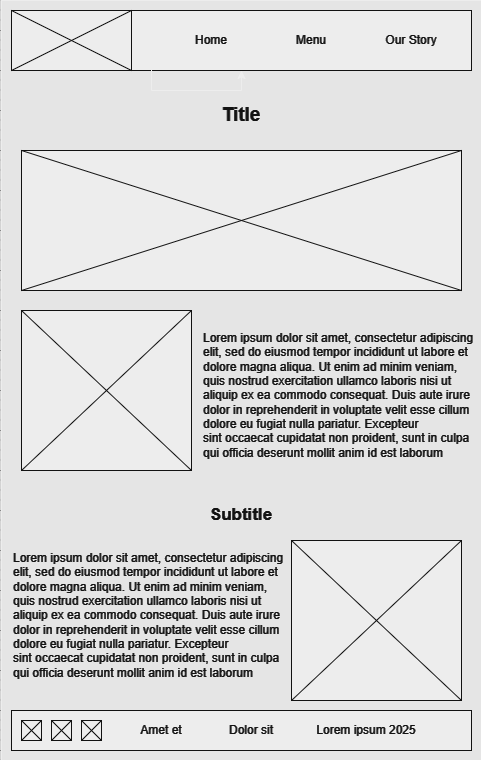 Home Menu Our Story
Title
Lorem ipsum dolor sit amet, consectetur adipiscing
elit, sed do eiusmod tempor incididunt ut labore et
dolore magna aliqua. Ut enim ad minim veniam,
quis nostrud exercitation ullamco laboris nisi ut
aliquip ex ea commodo consequat. Duis aute irure
dolor in reprehenderit in voluptate velit esse cillum
dolore eu fugiat nulla pariatur. Excepteur
sint occaecat cupidatat non proident, sunt in culpa
qui officia deserunt mollit anim id est laborum
Subtitle
Lorem ipsum dolor sit amet, consectetur adipiscing
elit, sed do eiusmod tempor incididunt ut labore et
dolore magna aliqua. Ut enim ad minim veniam,
quis nostrud exercitation ullamco laboris nisi ut
aliquip ex ea commodo consequat. Duis aute irure
dolor in reprehenderit in voluptate velit esse cillum
dolore eu fugiat nulla pariatur. Excepteur
sint occaecat cupidatat non proident, sunt in culpa
qui officia deserunt mollit anim id est laborum
Amet et Dolor sit Lorem ipsum 2025